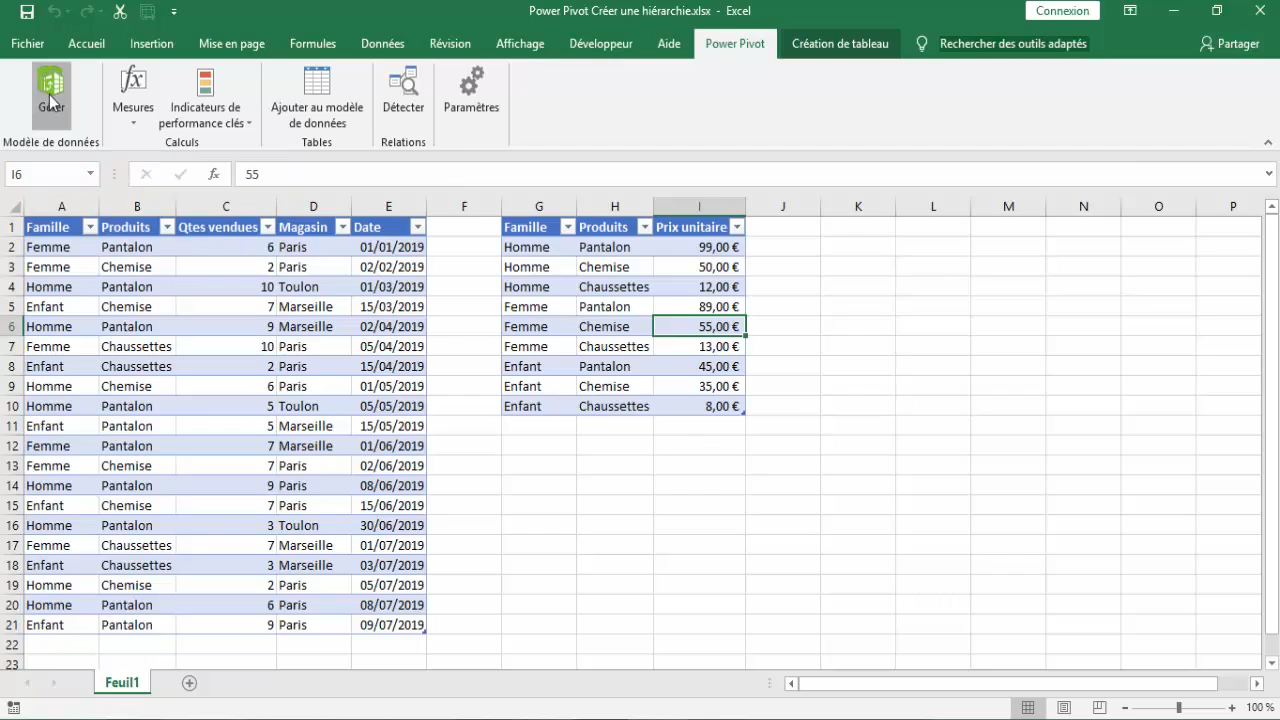 Power Pivot Créer une hiérarchie.xlsx - Excel
Connexion
Fichier Accueil Insertion Mise en page Formules Données Révision Affichage Développeur Aide Power Pivot Création de tableau Rechercher des outils adaptés Partager
Gérer Mesures Indicateurs de performance clés Ajouter au modèle de données Détecter Paramètres
Modèle de données Calculs Tables Relations
I6 fx 55
A B C D E F G H I J K L M N O P
1 Famille Produits Qtes vendues Magasin Date Famille Produits Prix unitaire
2 Femme Pantalon 6 Paris 01/01/2019 Homme Pantalon 99,00 €
3 Femme Chemise 2 Paris 02/02/2019 Homme Chemise 50,00 €
4 Homme Pantalon 10 Toulon 01/03/2019 Homme Chaussettes 12,00 €
5 Enfant Chemise 7 Marseille 15/03/2019 Femme Pantalon 89,00 €
6 Homme Pantalon 9 Marseille 02/04/2019 Femme Chemise 55,00 €
7 Femme Chaussettes 10 Paris 05/04/2019 Femme Chaussettes 13,00 €
8 Enfant Chaussettes 2 Paris 15/04/2019 Enfant Pantalon 45,00 €
9 Homme Chemise 6 Paris 01/05/2019 Enfant Chemise 35,00 €
10 Homme Pantalon 5 Toulon 05/05/2019 Enfant Chaussettes 8,00 €
11 Enfant Pantalon 5 Marseille 15/05/2019
12 Femme Pantalon 7 Marseille 01/06/2019
13 Femme Chemise 7 Paris 02/06/2019
14 Homme Pantalon 9 Paris 08/06/2019
15 Enfant Chemise 7 Paris 15/06/2019
16 Homme Pantalon 3 Toulon 30/06/2019
17 Femme Chaussettes 7 Marseille 01/07/2019
18 Enfant Chaussettes 3 Marseille 03/07/2019
19 Homme Chemise 2 Paris 05/07/2019
20 Homme Pantalon 6 Paris 08/07/2019
21 Enfant Pantalon 9 Paris 09/07/2019
22
23
Feuil1
100 %